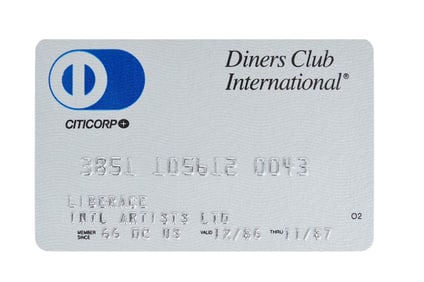 Diners Club
International®
CITICORP
3851 105612 0043
LIBERACE
INTL ARTISTS LTD
02
MEMBER SINCE 66 DC US VALID 12/86 THRU 11/87